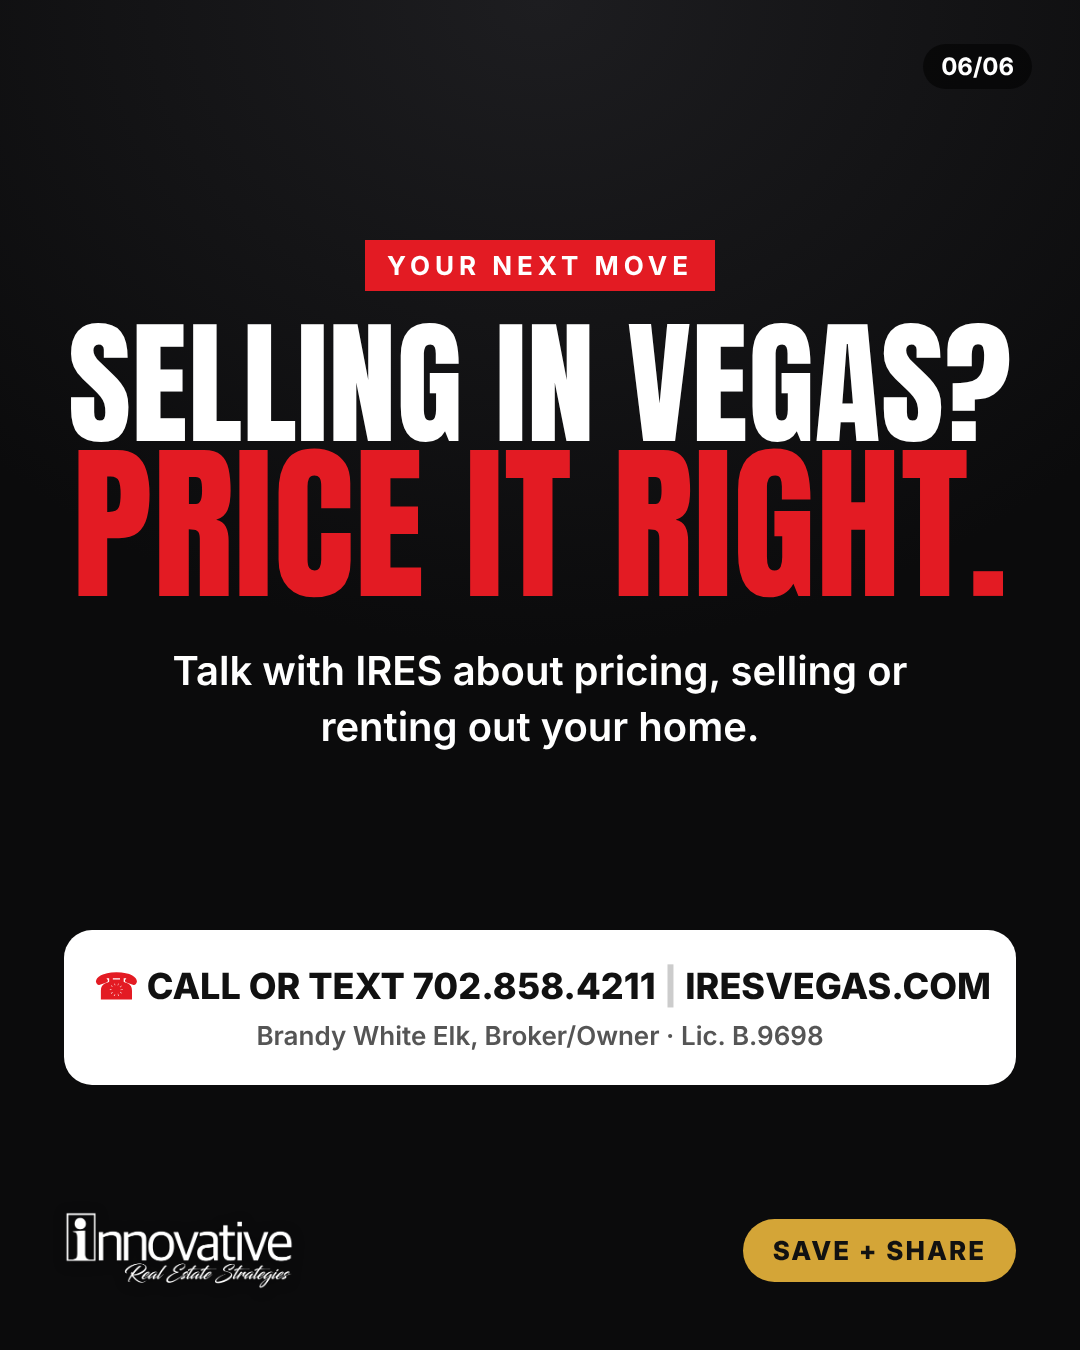 06/06
YOUR NEXT MOVE
SELLING IN VEGAS?
PRICE IT RIGHT.
Talk with IRES about pricing, selling or
renting out your home.
☎ CALL OR TEXT 702.858.4211 | IRESVEGAS.COM
Brandy White Elk, Broker/Owner · Lic. B.9698
innovative
Real Estate Strategies
SAVE + SHARE